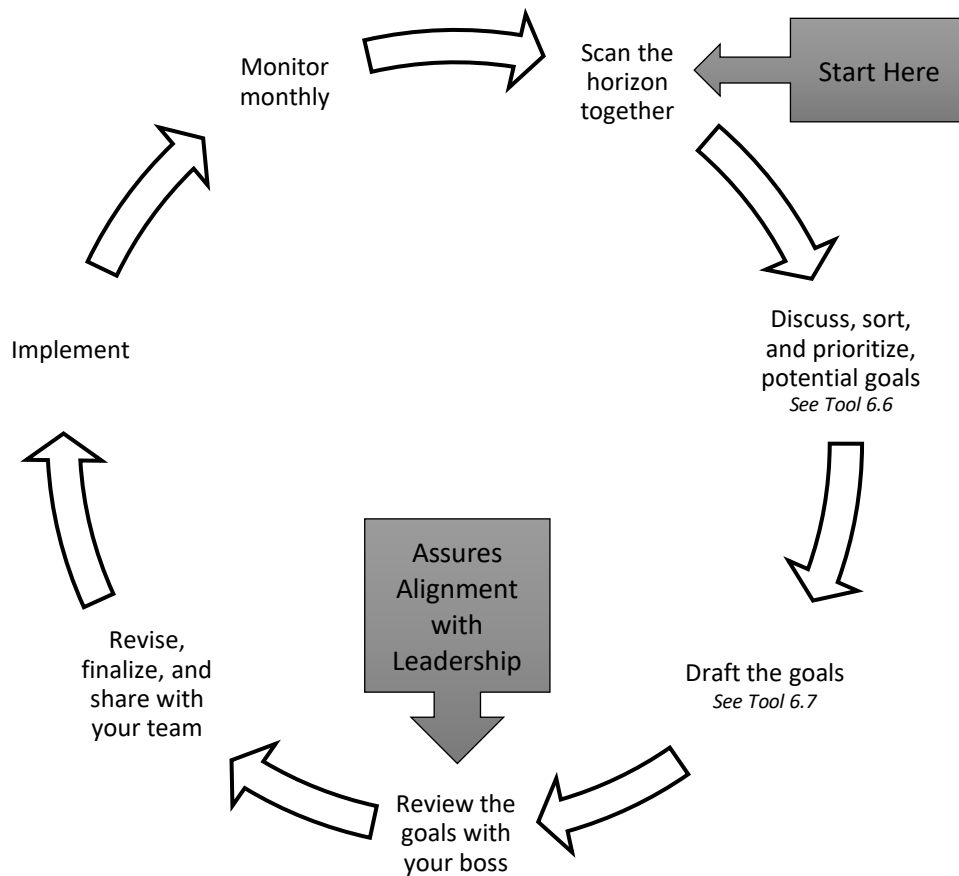 Start Here
Scan the
horizon
together
Discuss, sort,
and prioritize,
potential goals
See Tool 6.6
Draft the goals
See Tool 6.7
Assures
Alignment
with
Leadership
Review the
goals with
your boss
Revise,
finalize, and
share with
your team
Implement
Monitor
monthly